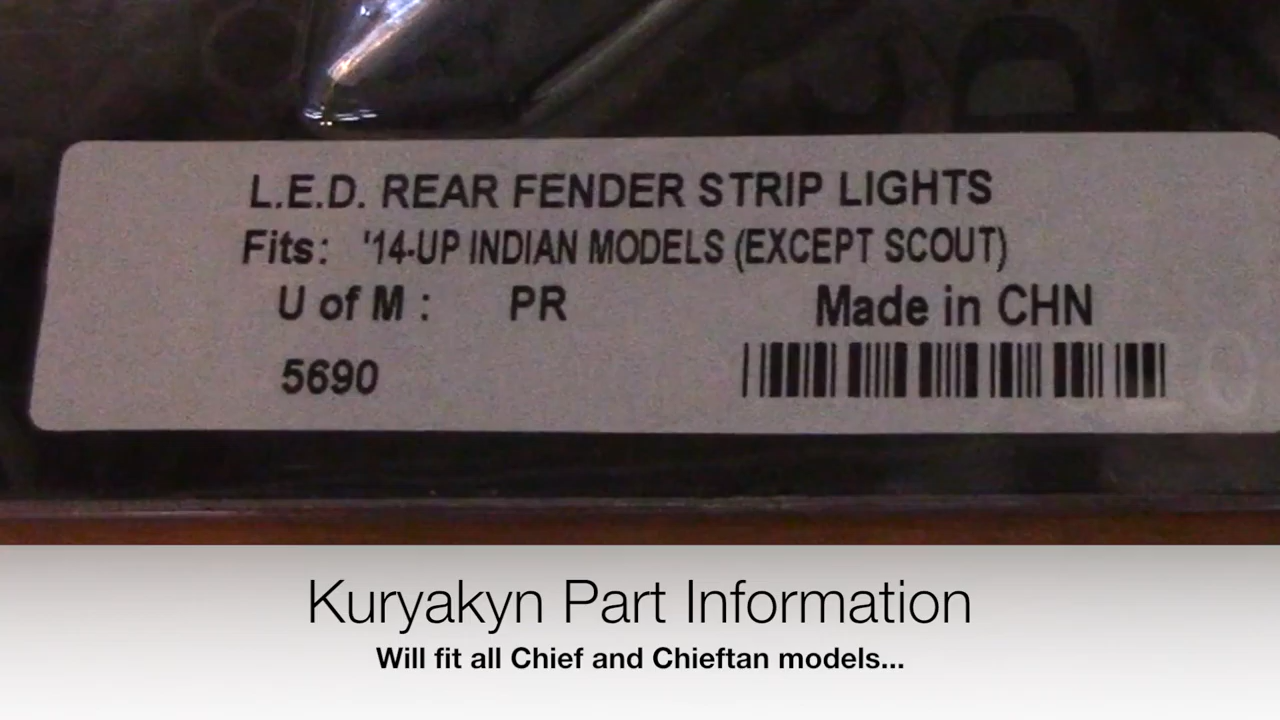 L.E.D. REAR FENDER STRIP LIGHTS
Fits: '14-UP INDIAN MODELS (EXCEPT SCOUT)
U of M : PR Made in CHN
5690
Kuryakyn Part Information
Will fit all Chief and Chieftan models...